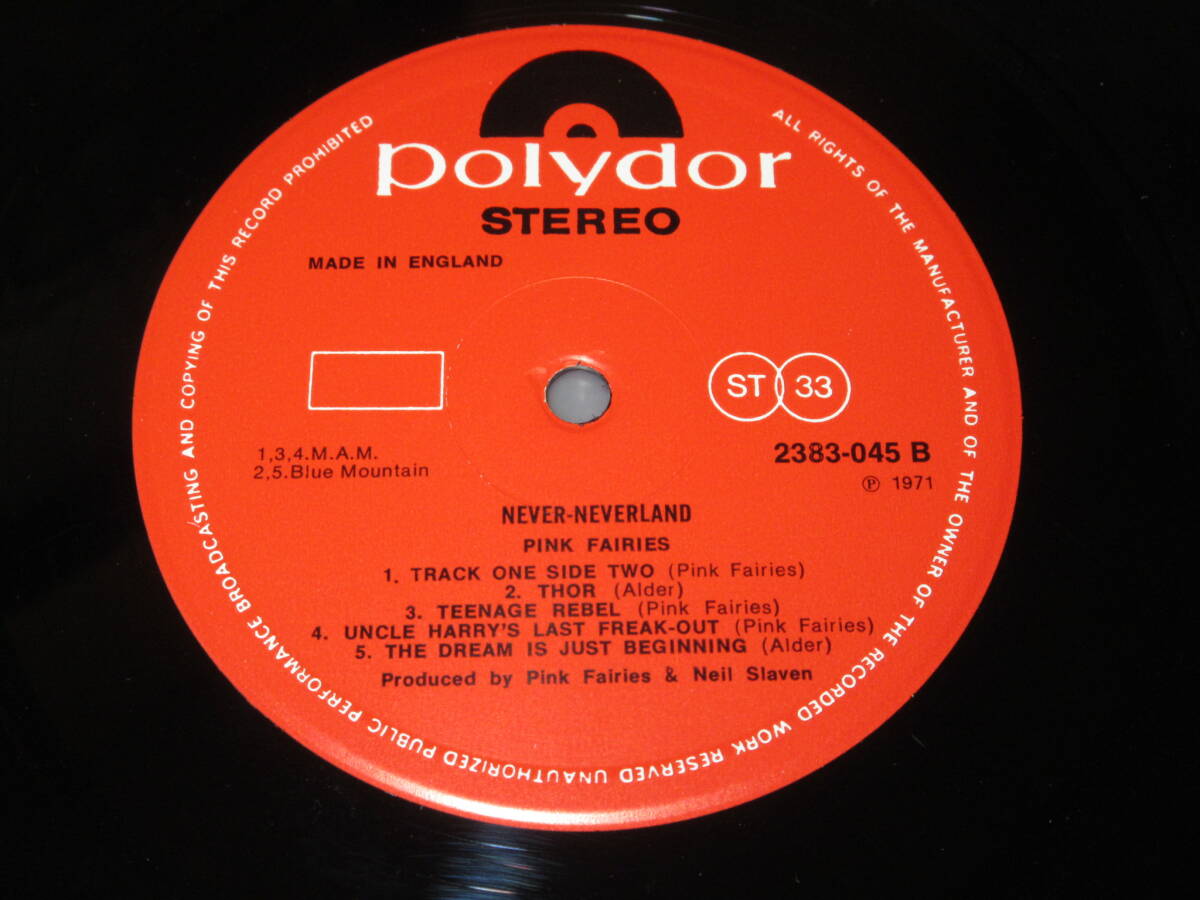 polydor
STEREO
MADE IN ENGLAND
ST 33
1,3,4.M.A.M.
2,5.Blue Mountain
2383-045 B
℗ 1971
NEVER-NEVERLAND
PINK FAIRIES
1. TRACK ONE SIDE TWO (Pink Fairies)
2. THOR (Alder)
3. TEENAGE REBEL (Pink Fairies)
4. UNCLE HARRY'S LAST FREAK-OUT (Pink Fairies)
5. THE DREAM IS JUST BEGINNING (Alder)
Produced by Pink Fairies & Neil Slaven
ALL RIGHTS OF THE MANUFACTURER AND OF THE OWNER OF THE RECORDED WORK RESERVED UNAUTHORIZED PUBLIC PERFORMANCE BROADCASTING AND COPYING OF THIS RECORD PROHIBITED